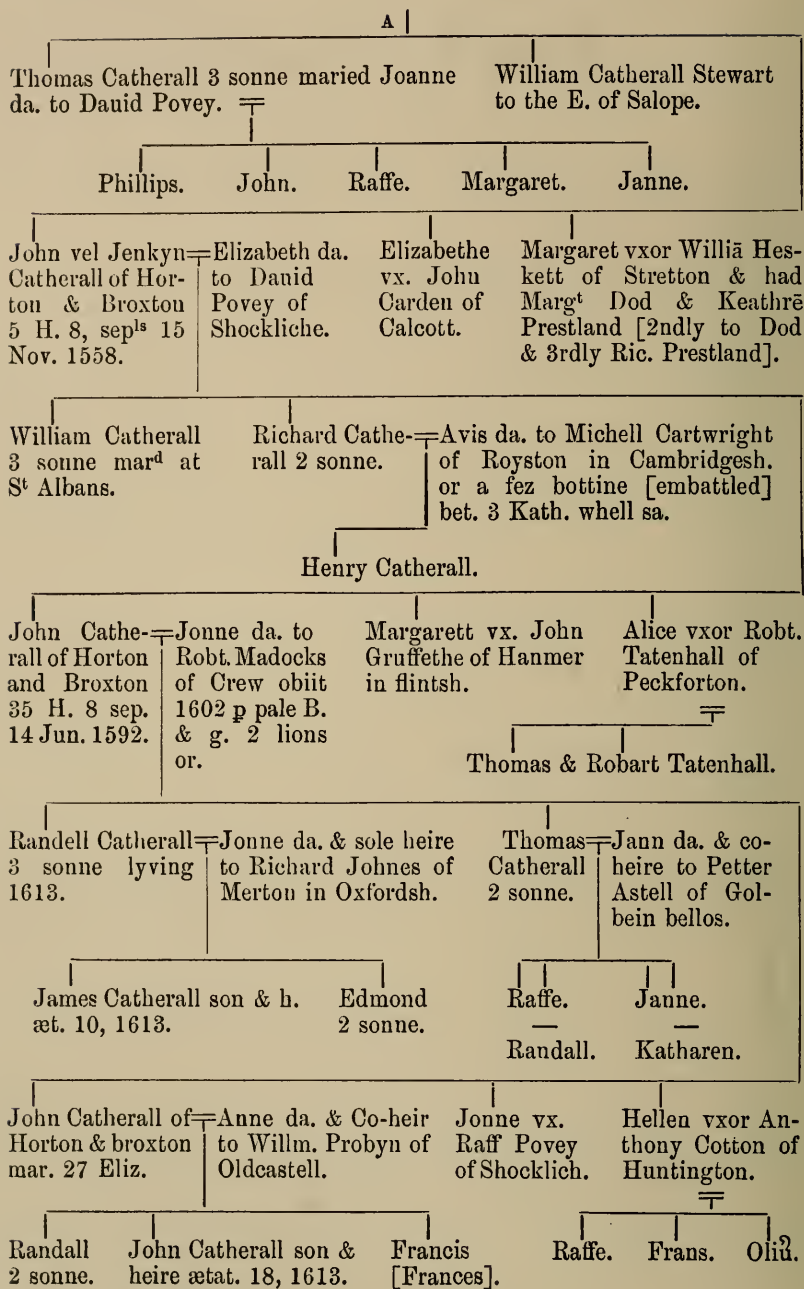 A
Thomas Catherall 3 sonne maried Joanne
da. to Dauid Povey.
William Catherall Stewart
to the E. of Salope.
Phillips. John. Raffe. Margaret. Janne.
John vel Jenkyn
Catherall of Hor-
ton & Broxton
5 H. 8, sepˡˢ 15
Nov. 1558.
Elizabeth da.
to Dauid
Povey of
Shockliche.
Elizabethe
vx. John
Carden of
Calcott.
Margaret vxor Williā Hes-
kett of Stretton & had
Margᵗ Dod & Keathrē
Prestland [2ndly to Dod
& 3rdly Ric. Prestland].
William Catherall
3 sonne marᵈ at
Sᵗ Albans.
Richard Cathe-
rall 2 sonne.
Avis da. to Michell Cartwright
of Royston in Cambridgesh.
or a fez bottine [embattled]
bet. 3 Kath. whell sa.
Henry Catherall.
John Cathe-
rall of Horton
and Broxton
35 H. 8 sep.
14 Jun. 1592.
Jonne da. to
Robt. Madocks
of Crew obiit
1602 p pale B.
& g. 2 lions
or.
Margarett vx. John
Gruffethe of Hanmer
in flintsh.
Alice vxor Robt.
Tatenhall of
Peckforton.
Thomas & Robart Tatenhall.
Randell Catherall
3 sonne lyving
1613.
Jonne da. & sole heire
to Richard Johnes of
Merton in Oxfordsh.
Thomas
Catherall
2 sonne.
Jann da. & co-
heire to Petter
Astell of Gol-
bein bellos.
James Catherall son & h.
æt. 10, 1613.
Edmond
2 sonne.
Raffe. Janne.
— —
Randall. Katharen.
John Catherall of
Horton & broxton
mar. 27 Eliz.
Anne da. & Co-heir
to Willm. Probyn of
Oldcastell.
Jonne vx.
Raff Povey
of Shocklich.
Hellen vxor An-
thony Cotton of
Huntington.
Randall
2 sonne.
John Catherall son &
heire ætat. 18, 1613.
Francis
[Frances].
Raffe. Frans.